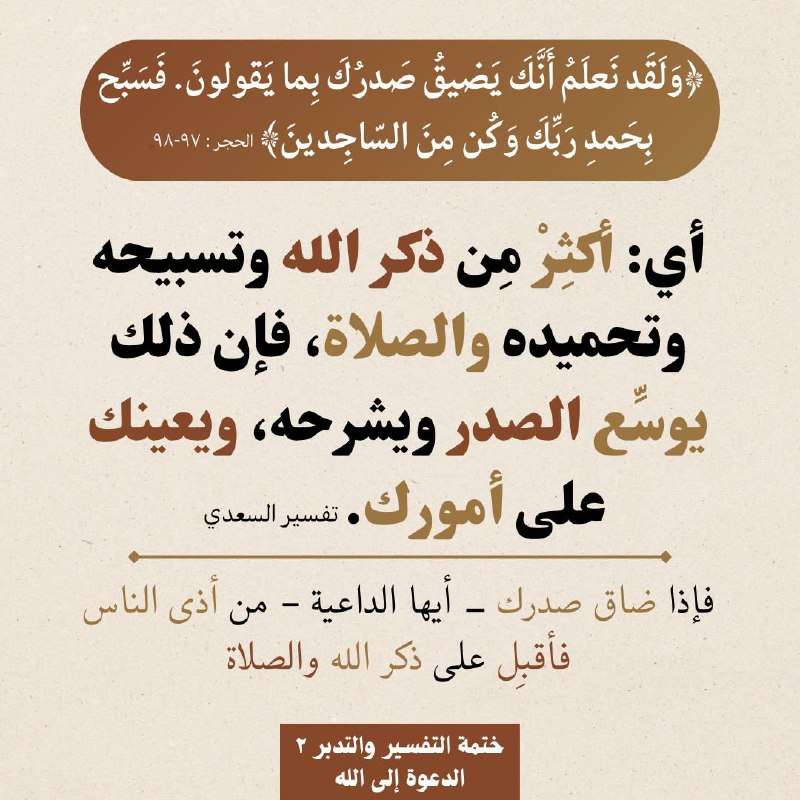 ﴿وَلَقَد نَعلَمُ أَنَّكَ يَضيقُ صَدرُكَ بِما يَقولونَ. فَسَبِّح
بِحَمدِ رَبِّكَ وَكُن مِنَ السّاجِدينَ﴾ الحجر: ٩٧-٩٨
أي: أكثِرْ مِن ذكر الله وتسبيحه
وتحميده والصلاة، فإن ذلك
يوسِّع الصدر ويشرحه، ويعينك
على أمورك. تفسير السعدي
فإذا ضاق صدرك – أيها الداعية – من أذى الناس
فأقبِل على ذكر الله والصلاة
ختمة التفسير والتدبر ٢
الدعوة إلى الله